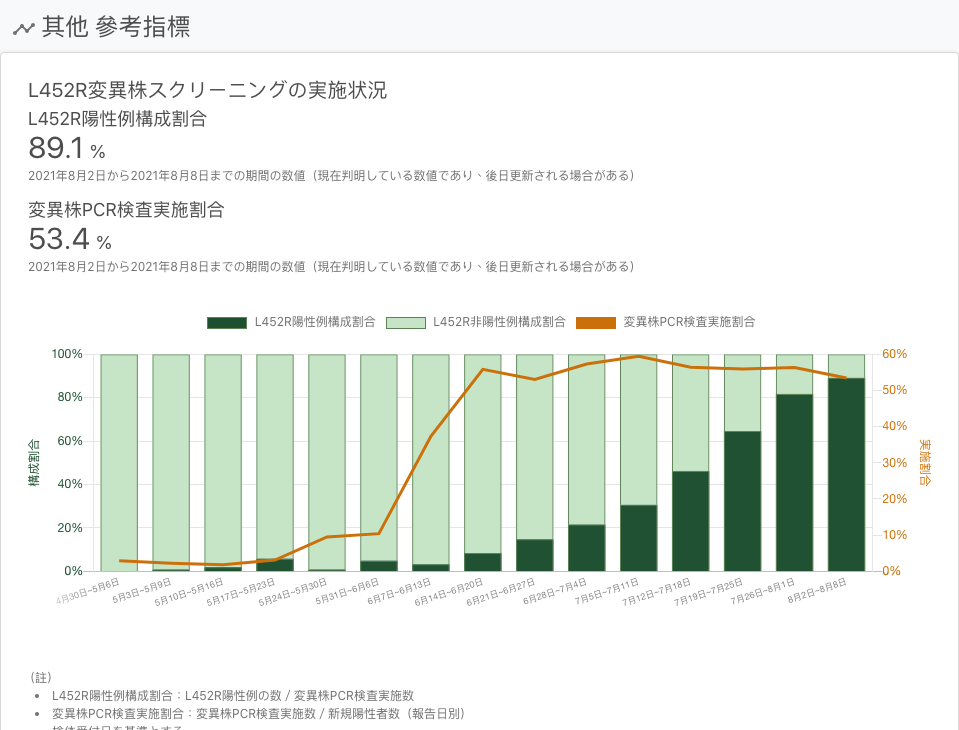 其他 參考指標
L452R変異株スクリーニングの実施状況
L452R陽性例構成割合
89.1 %
2021年8月2日から2021年8月8日までの期間の数値（現在判明している数値であり、後日更新される場合がある）
変異株PCR検査実施割合
53.4 %
2021年8月2日から2021年8月8日までの期間の数値（現在判明している数値であり、後日更新される場合がある）
L452R陽性例構成割合 L452R非陽性例構成割合 変異株PCR検査実施割合
100% 60%
80% 50%
60% 40%
構成割合 実施割合
40% 30%
20% 20%
10%
0% 0%
4月30日~5月6日 5月3日~5月9日 5月10日~5月16日 5月17日~5月23日 5月24日~5月30日 5月31日~6月6日 6月7日~6月13日 6月14日~6月20日 6月21日~6月27日 6月28日~7月4日 7月5日~7月11日 7月12日~7月18日 7月19日~7月25日 7月26日~8月1日 8月2日~8月8日
（註）
• L452R陽性例構成割合：L452R陽性例の数 / 変異株PCR検査実施数
• 変異株PCR検査実施割合：変異株PCR検査実施数 / 新規陽性者数（報告日別）